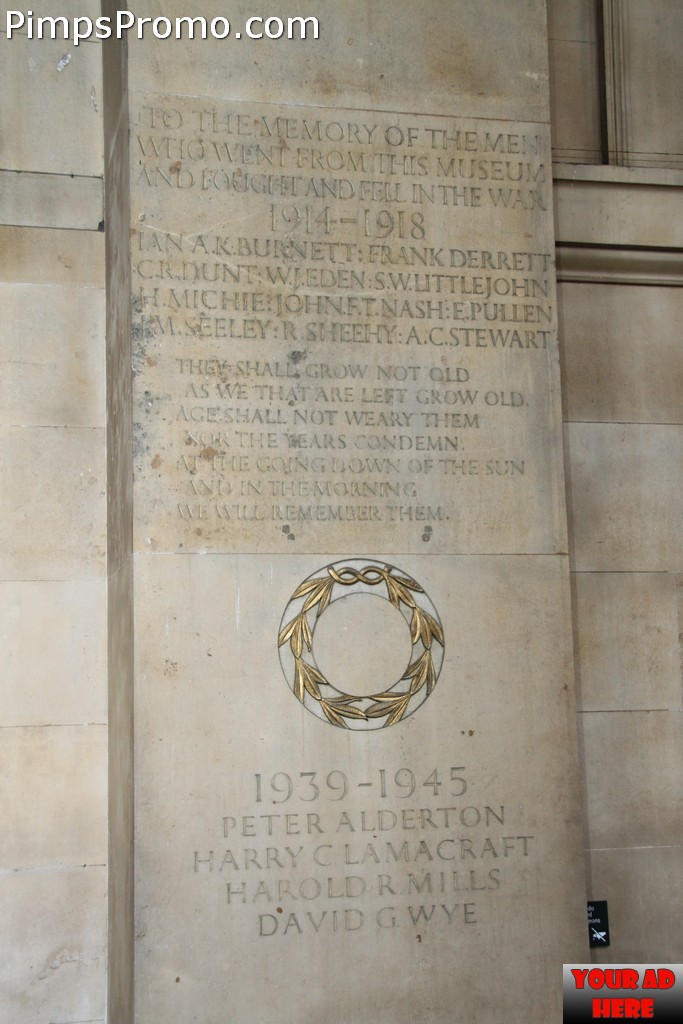 PimpsPromo.com
TO THE MEMORY OF THE MEN
WHO WENT FROM THIS MUSEUM
AND FOUGHT AND FELL IN THE WAR
1914-1918
IAN A.K.BURNETT: FRANK DERRETT
C.R.DUNT: W.J.EDEN: S.W.LITTLEJOHN
H.MICHIE: JOHN.F.T.NASH: E.PULLEN
J.M.SEELEY: R.SHEEHY: A.C.STEWART
THEY SHALL GROW NOT OLD
AS WE THAT ARE LEFT GROW OLD.
AGE SHALL NOT WEARY THEM
NOR THE YEARS CONDEMN.
AT THE GOING DOWN OF THE SUN
AND IN THE MORNING
WE WILL REMEMBER THEM.
1939-1945
PETER ALDERTON
HARRY C. LAMACRAFT
HAROLD R. MILLS
DAVID G. WYE
YOUR AD
HERE